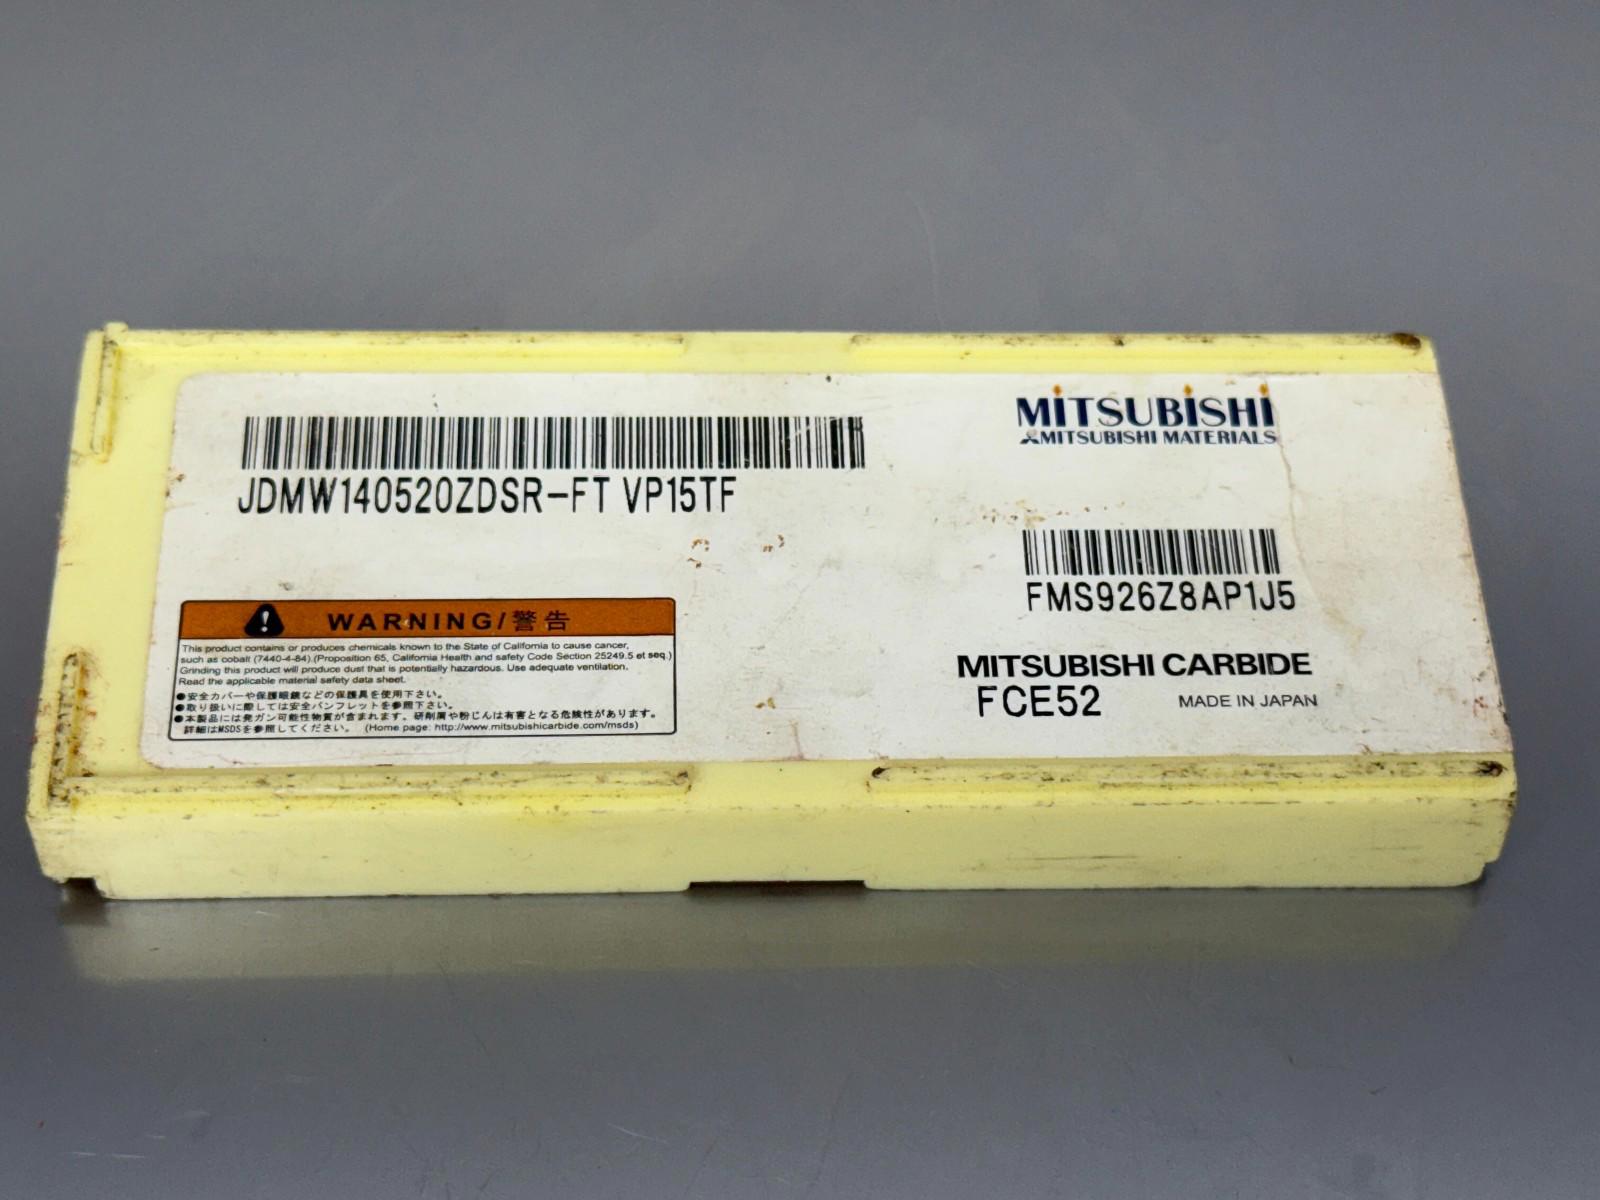 JDMW140520ZDSR-FT VP15TF
MITSUBISHI
MITSUBISHI MATERIALS
FMS926Z8AP1J5
WARNING/警告
This product contains or produces chemicals known to the State of California to cause cancer,
such as cobalt (7440-4-84).(Proposition 65, California Health and safety Code Section 25249.5 et seq.)
Grinding this product will produce dust that is potentially hazardous. Use adequate ventilation.
Read the applicable material safety data sheet.
●安全カバーや保護眼鏡などの保護具を使用下さい。
●取り扱いに際しては安全パンフレットを参照下さい。
●本製品には発ガン可能性物質が含まれます。研削屑や粉じんは有害となる危険性があります。
詳細はMSDSを参照してください。 (Home page: http://www.mitsubishicarbide.com/msds)
MITSUBISHI CARBIDE
FCE52 MADE IN JAPAN